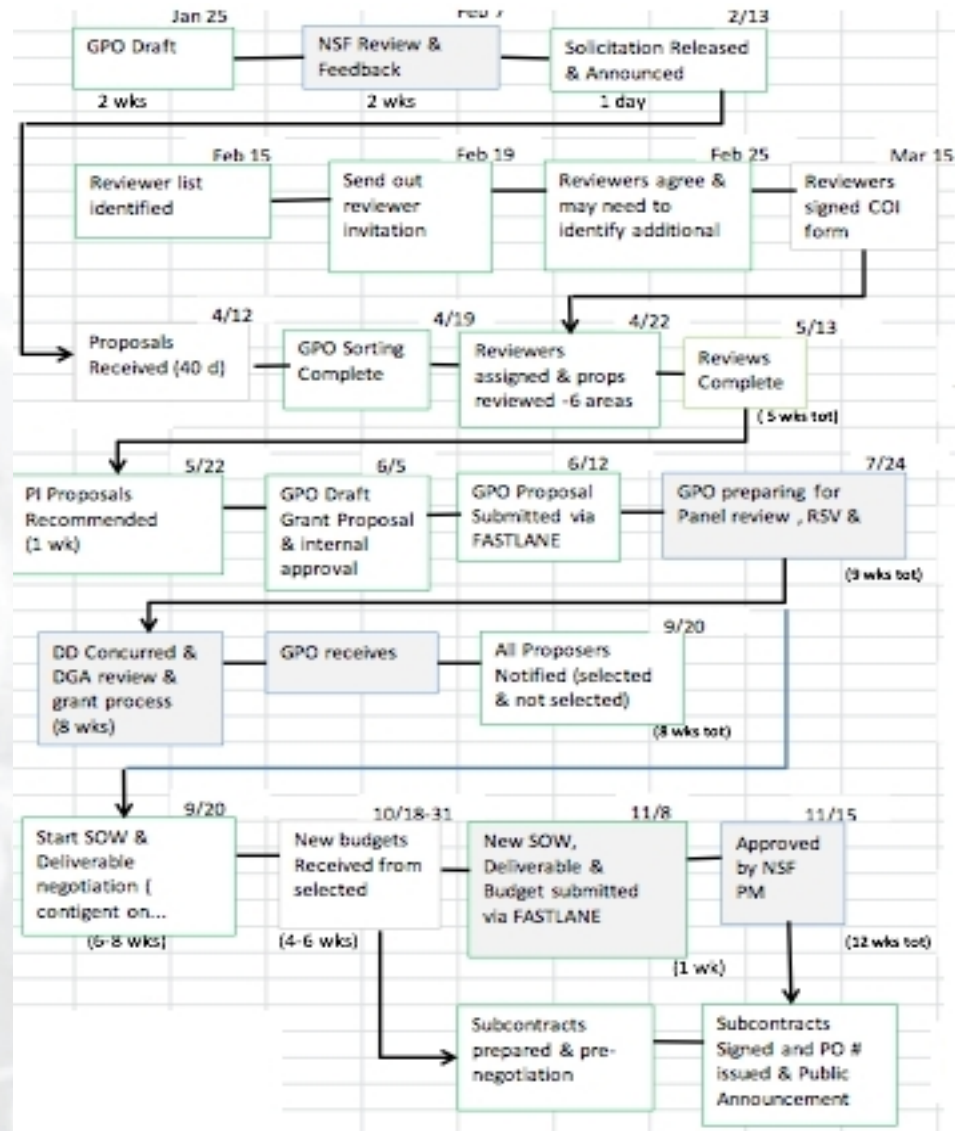 Jan 25
Feb 7
2/13
GPO Draft
NSF Review &
Feedback
Solicitation Released
& Announced
2 wks
2 wks
1 day
Feb 15
Feb 19
Feb 25
Mar 15
Reviewer list
identified
Send out
reviewer
invitation
Reviewers agree &
may need to
identify additional
Reviewers
signed COI
form
4/12
4/19
4/22
5/13
Proposals
Received (40 d)
GPO Sorting
Complete
Reviewers
assigned & props
reviewed -6 areas
Reviews
Complete
( 5 wks tot)
5/22
6/5
6/12
7/24
PI Proposals
Recommended
(1 wk)
GPO Draft
Grant Proposal
& internal
approval
GPO Proposal
Submitted via
FASTLANE
GPO preparing for
Panel review , RSV &
(9 wks tot)
DD Concurred &
DGA review &
grant process
(8 wks)
GPO receives
9/20
All Proposers
Notified (selected
& not selected)
(8 wks tot)
9/20
10/18-31
11/8
11/15
Start SOW &
Deliverable
negotiation (
contigent on...
(6-8 wks)
New budgets
Received from
selected
(4-6 wks)
New SOW,
Deliverable &
Budget submitted
via FASTLANE
(1 wk)
Approved
by NSF
PM
(12 wks tot)
Subcontracts
prepared & pre-
negotiation
Subcontracts
Signed and PO #
issued & Public
Announcement